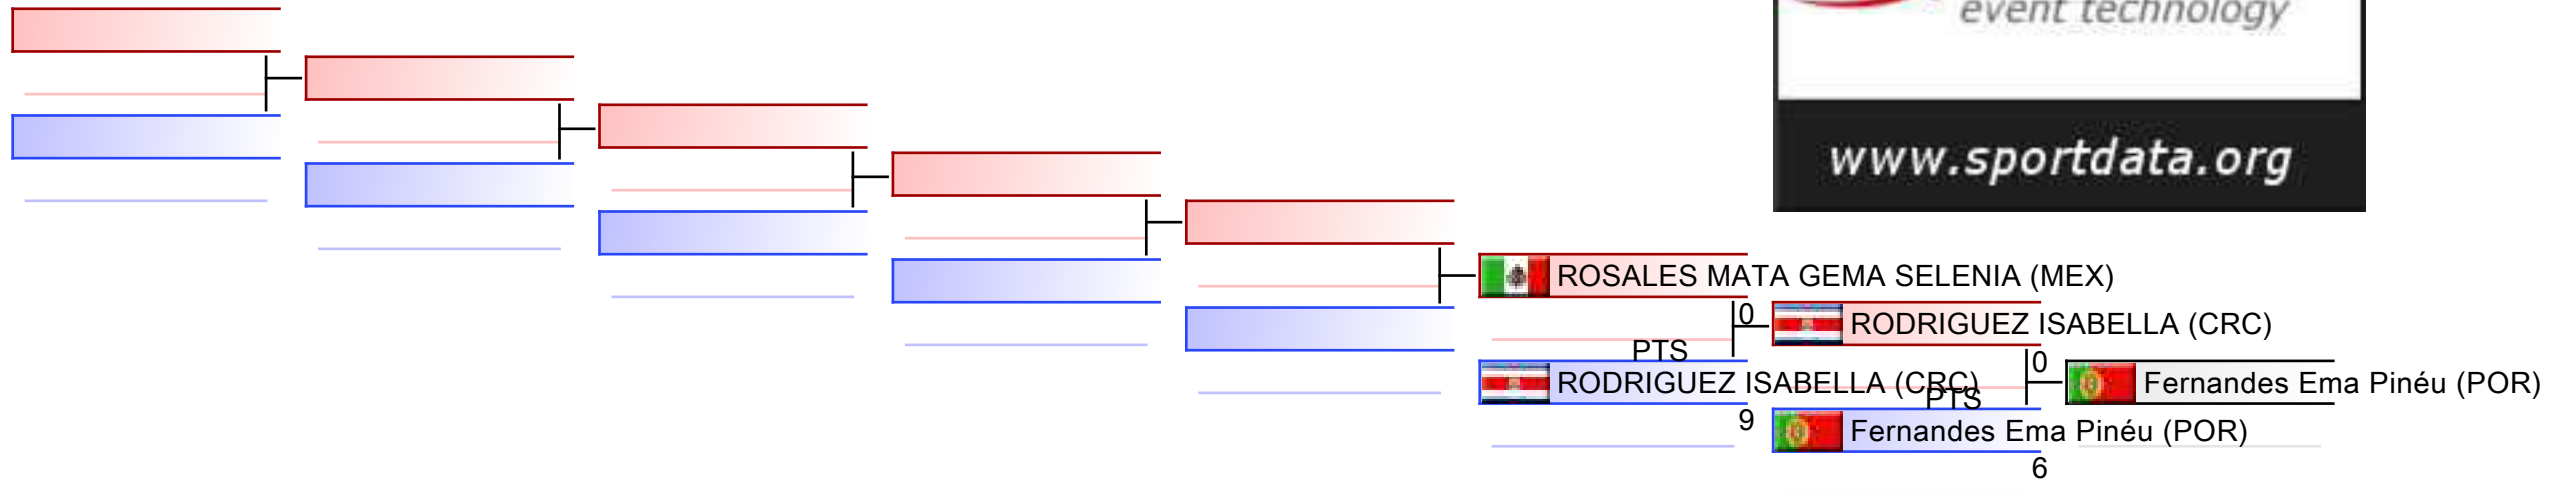 event technology
www.sportdata.org
ROSALES MATA GEMA SELENIA (MEX)
0
RODRIGUEZ ISABELLA (CRC)
PTS
0
RODRIGUEZ ISABELLA (CRC)
Fernandes Ema Pinéu (POR)
PTS
9
Fernandes Ema Pinéu (POR)
6